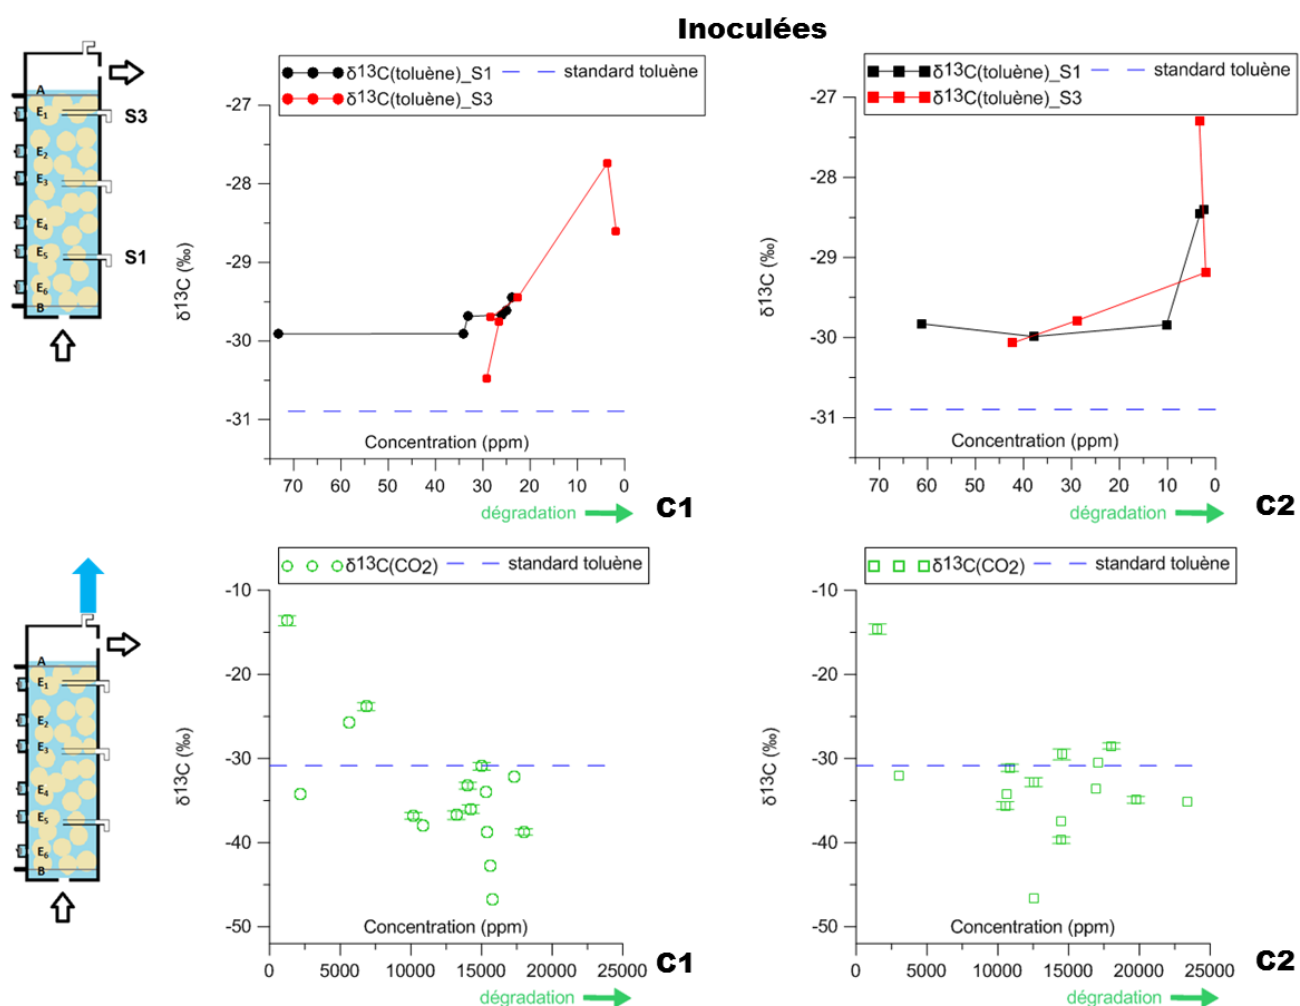 Inoculées
δ13C(toluène)_S1 standard toluène
δ13C(toluène)_S3
δ13C(toluène)_S1 standard toluène
δ13C(toluène)_S3
A
E1
E2
E3
E4
E5
E6
B
S3
S1
-27
-28
-29
-30
-31
δ13C (‰)
Concentration (ppm)
70 60 50 40 30 20 10 0
dégradation
C1
-27
-28
-29
-30
-31
δ13C (‰)
Concentration (ppm)
70 60 50 40 30 20 10 0
dégradation
C2
A
E1
E2
E3
E4
E5
E6
B
δ13C(CO2) standard toluène
-10
-20
-30
-40
-50
δ13C (‰)
Concentration (ppm)
0 5000 10000 15000 20000 25000
dégradation
C1
δ13C(CO2) standard toluène
-10
-20
-30
-40
-50
δ13C (‰)
Concentration (ppm)
0 5000 10000 15000 20000 25000
dégradation
C2